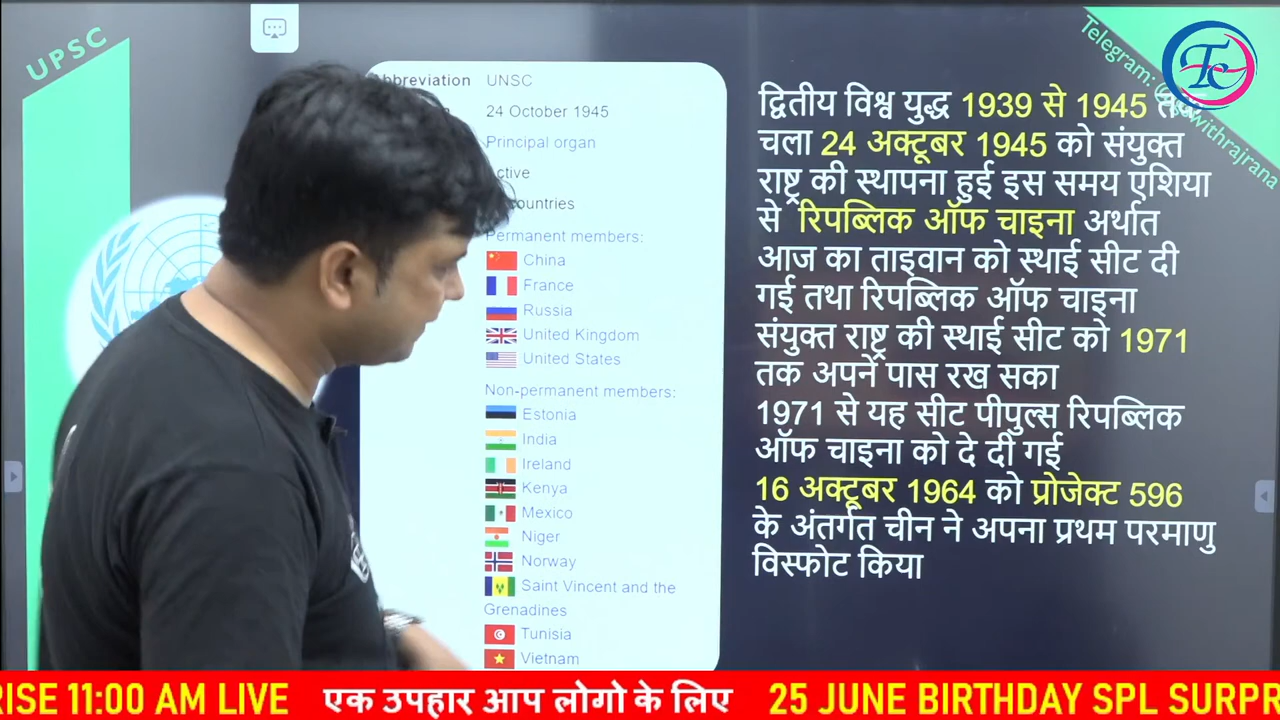 UPSC
Abbreviation UNSC
24 October 1945
Principal organ
ctive
countries
Permanent members:
China
France
Russia
United Kingdom
United States
Non-permanent members:
Estonia
India
Ireland
Kenya
Mexico
Niger
Norway
Saint Vincent and the
Grenadines
Tunisia
Vietnam
द्वितीय विश्व युद्ध 1939 से 1945
चला 24 अक्टूबर 1945 को संयुक्त
राष्ट्र की स्थापना हुई इस समय एशिया
से रिपब्लिक ऑफ चाइना अर्थात
आज का ताइवान को स्थाई सीट दी
गई तथा रिपब्लिक ऑफ चाइना
संयुक्त राष्ट्र की स्थाई सीट को 1971
तक अपने पास रख सका
1971 से यह सीट पीपुल्स रिपब्लिक
ऑफ चाइना को दे दी गई
16 अक्टूबर 1964 को प्रोजेक्ट 596
के अंतर्गत चीन ने अपना प्रथम परमाणु
विस्फोट किया
Telegram:
Tc
RISE 11:00 AM LIVE एक उपहार आप लोगो के लिए 25 JUNE BIRTHDAY SPL SURPR